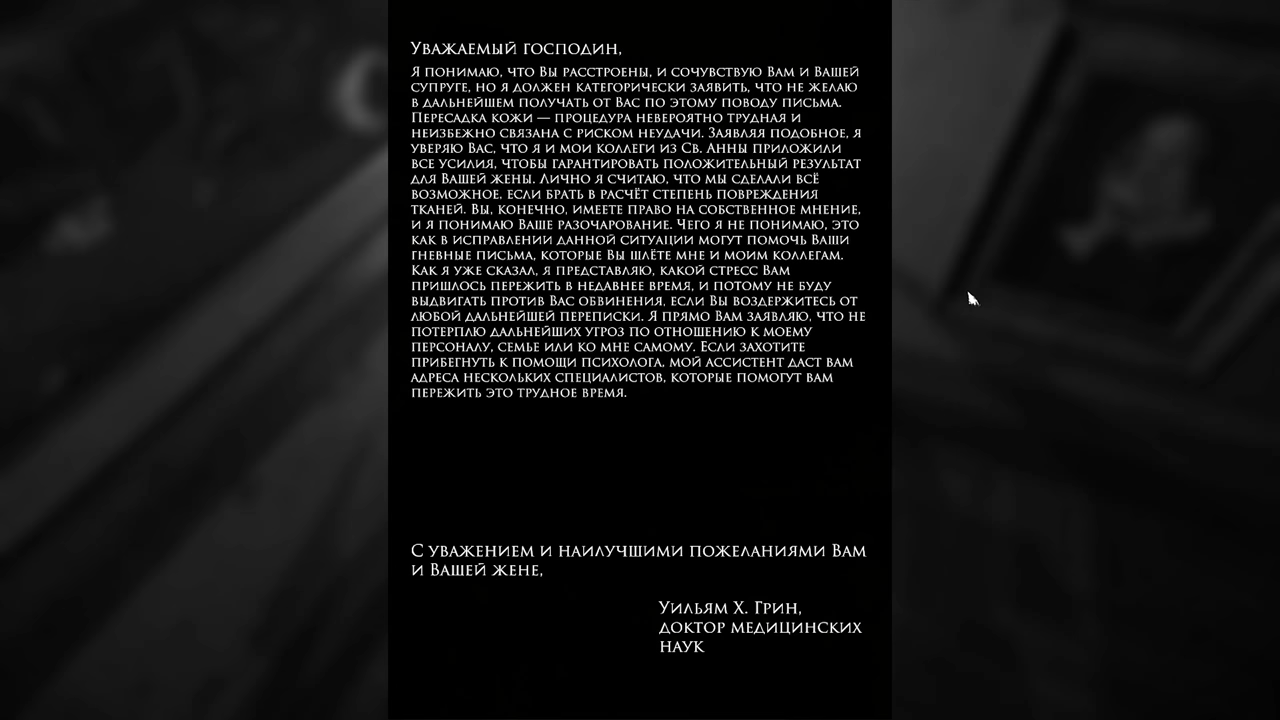 Уважаемый господин,
Я понимаю, что Вы расстроены, и сочувствую Вам и Вашей
супруге, но я должен категорически заявить, что не желаю
в дальнейшем получать от Вас по этому поводу письма.
Пересадка кожи — процедура невероятно трудная и
неизбежно связана с риском неудачи. Заявляя подобное, я
уверяю Вас, что я и мои коллеги из Св. Анны приложили
все усилия, чтобы гарантировать положительный результат
для Вашей жены. Лично я считаю, что мы сделали всё
возможное, если брать в расчёт степень повреждения
тканей. Вы, конечно, имеете право на собственное мнение,
и я понимаю Ваше разочарование. Чего я не понимаю, это
как в исправлении данной ситуации могут помочь Ваши
гневные письма, которые Вы шлёте мне и моим коллегам.
Как я уже сказал, я представляю, какой стресс Вам
пришлось пережить в недавнее время, и потому не буду
выдвигать против Вас обвинения, если Вы воздержитесь от
любой дальнейшей переписки. Я прямо Вам заявляю, что не
потерплю дальнейших угроз по отношению к моему
персоналу, семье или ко мне самому. Если захотите
прибегнуть к помощи психолога, мой ассистент даст вам
адреса нескольких специалистов, которые помогут вам
пережить это трудное время.
С уважением и наилучшими пожеланиями Вам
и Вашей жене,
Уильям Х. Грин,
доктор медицинских
наук